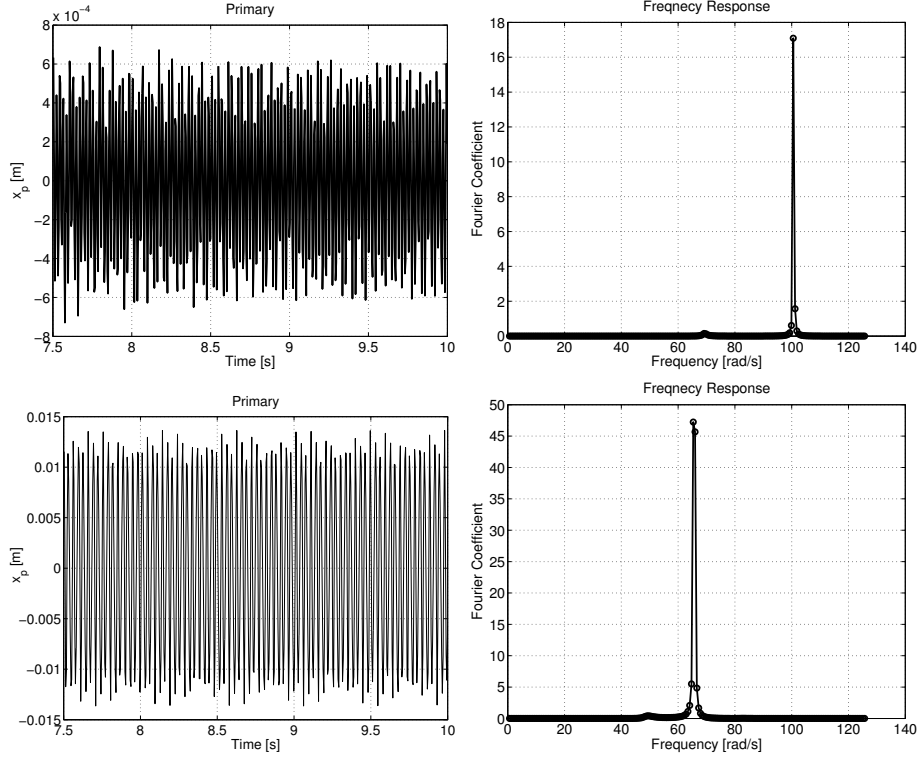 Primary
x 10⁻⁴
8
6
4
2
0
−2
−4
−6
−8
x_p [m]
7.5 8 8.5 9 9.5 10
Time [s]
Freqnecy Response
18
16
14
12
10
8
6
4
2
0
Fourier Coefficient
0 20 40 60 80 100 120 140
Frequency [rad/s]
Primary
0.015
0.01
0.005
0
−0.005
−0.01
−0.015
x_p [m]
7.5 8 8.5 9 9.5 10
Time [s]
Freqnecy Response
50
45
40
35
30
25
20
15
10
5
0
Fourier Coefficient
0 20 40 60 80 100 120 140
Frequency [rad/s]